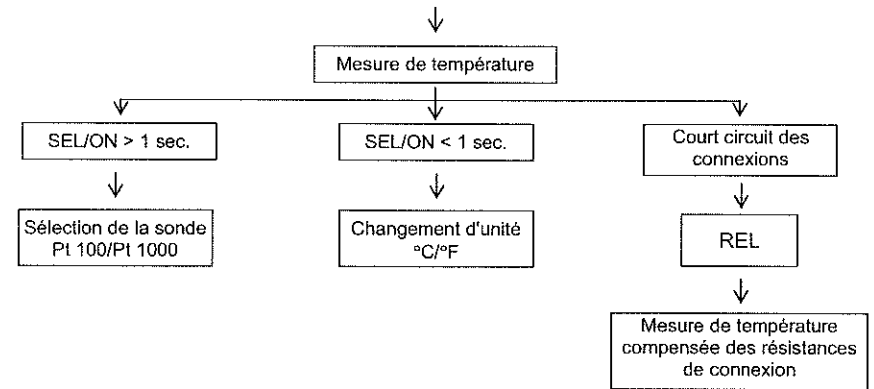 Mesure de température
SEL/ON > 1 sec.
SEL/ON < 1 sec.
Court circuit des
connexions
Sélection de la sonde
Pt 100/Pt 1000
Changement d'unité
°C/°F
REL
Mesure de température
compensée des résistances
de connexion